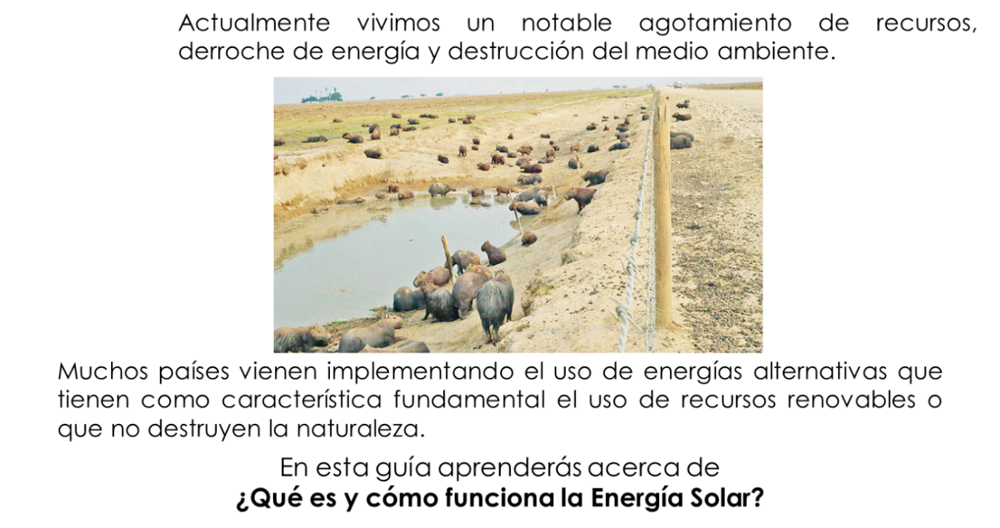 Actualmente vivimos un notable agotamiento de recursos,
derroche de energía y destrucción del medio ambiente.
Muchos países vienen implementando el uso de energías alternativas que
tienen como característica fundamental el uso de recursos renovables o
que no destruyen la naturaleza.
En esta guía aprenderás acerca de
¿Qué es y cómo funciona la Energía Solar?